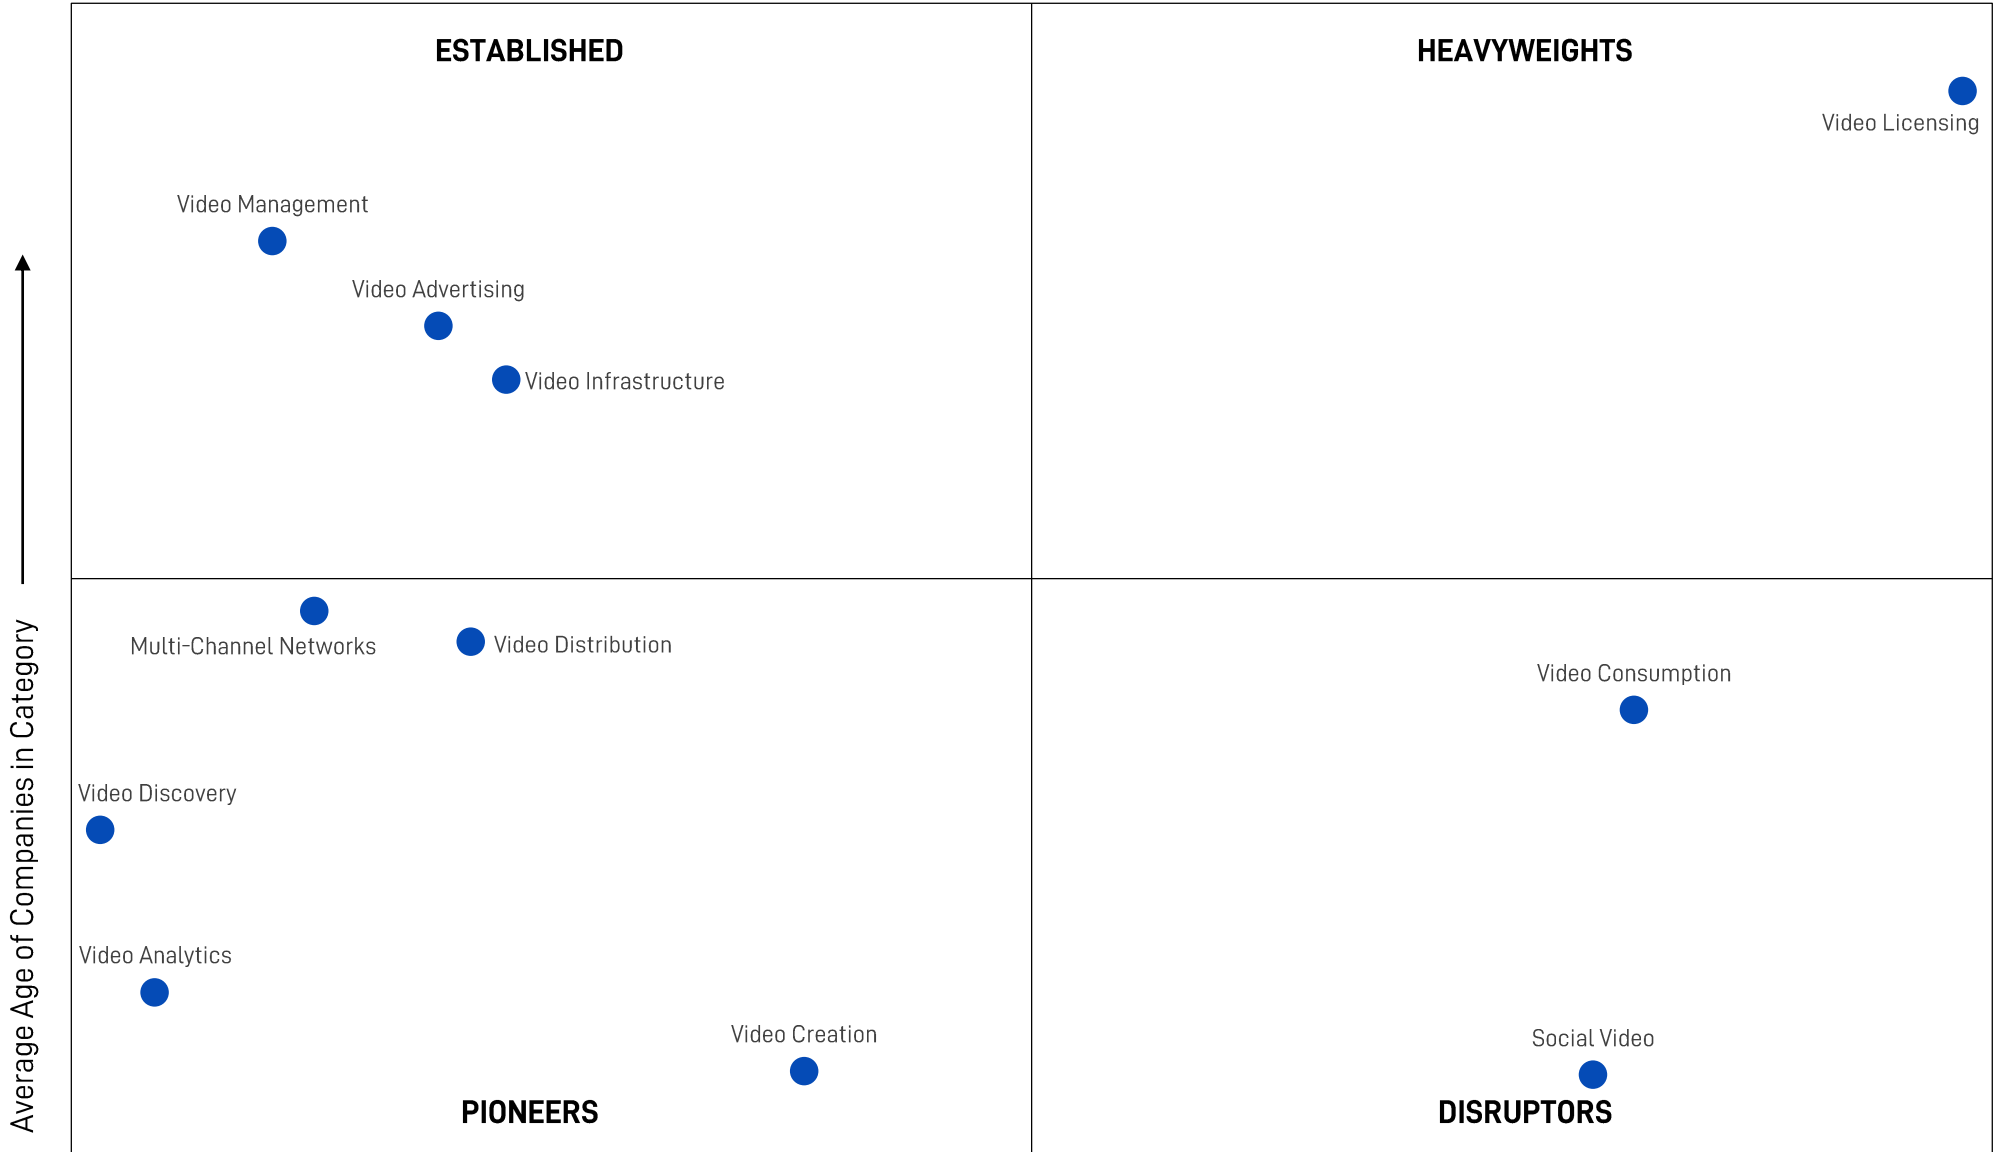 ESTABLISHED
HEAVYWEIGHTS
Video Licensing
Video Management
Video Advertising
Video Infrastructure
Multi-Channel Networks
Video Distribution
Video Consumption
Video Discovery
Video Analytics
Video Creation
Social Video
PIONEERS
DISRUPTORS
Average Age of Companies in Category